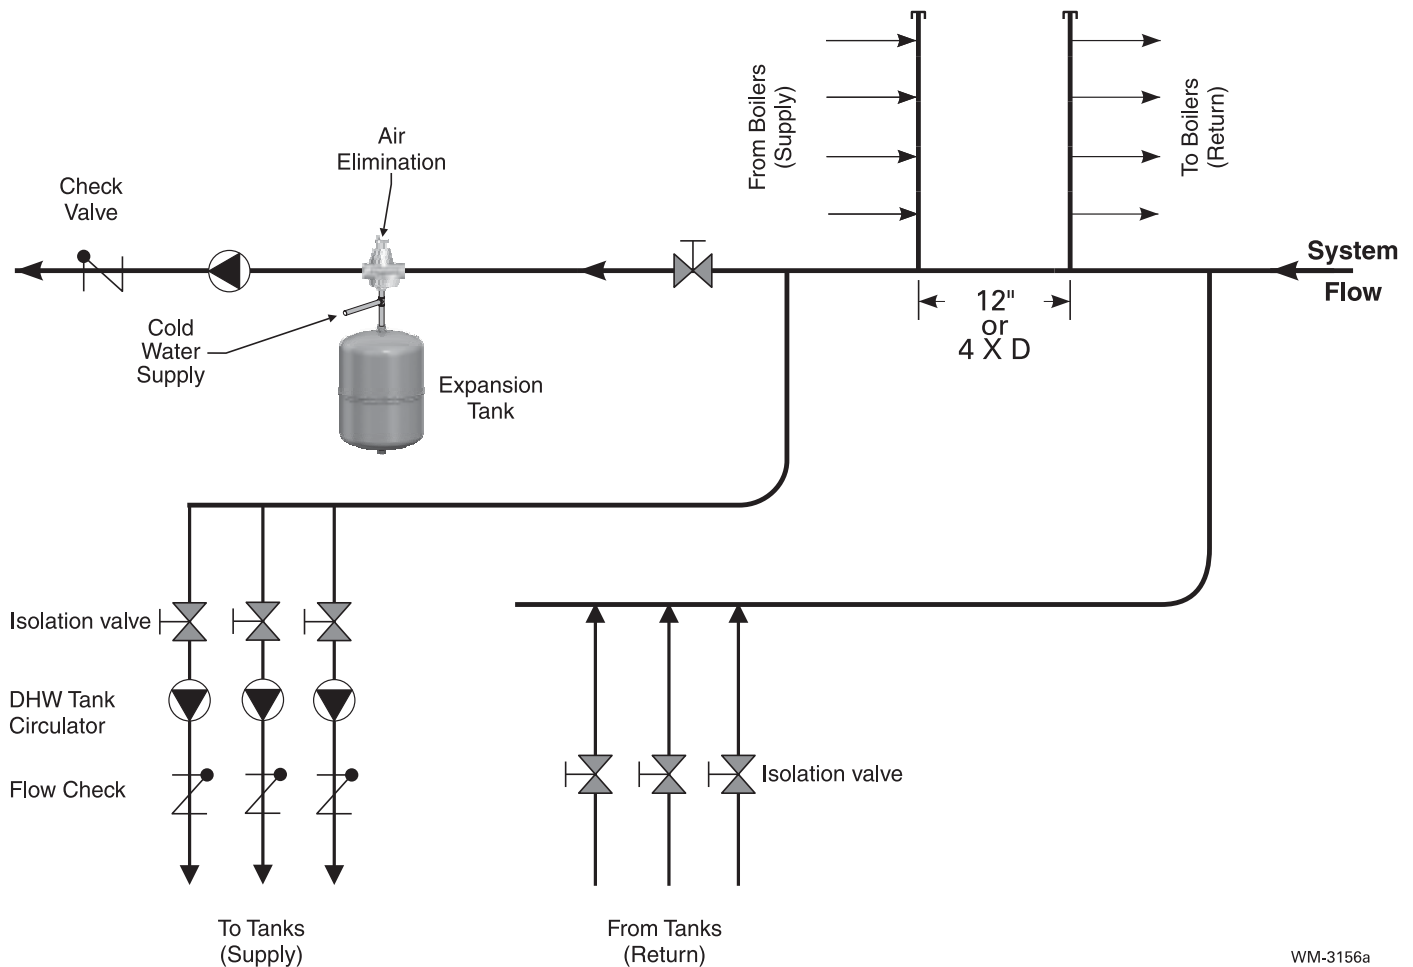 From Boilers
(Supply)
To Boilers
(Return)
Air
Elimination
Check
Valve
System
Flow
12"
or
4 X D
Cold
Water
Supply
Expansion
Tank
Isolation valve
DHW Tank
Circulator
Flow Check
Isolation valve
To Tanks
(Supply)
From Tanks
(Return)
WM-3156a